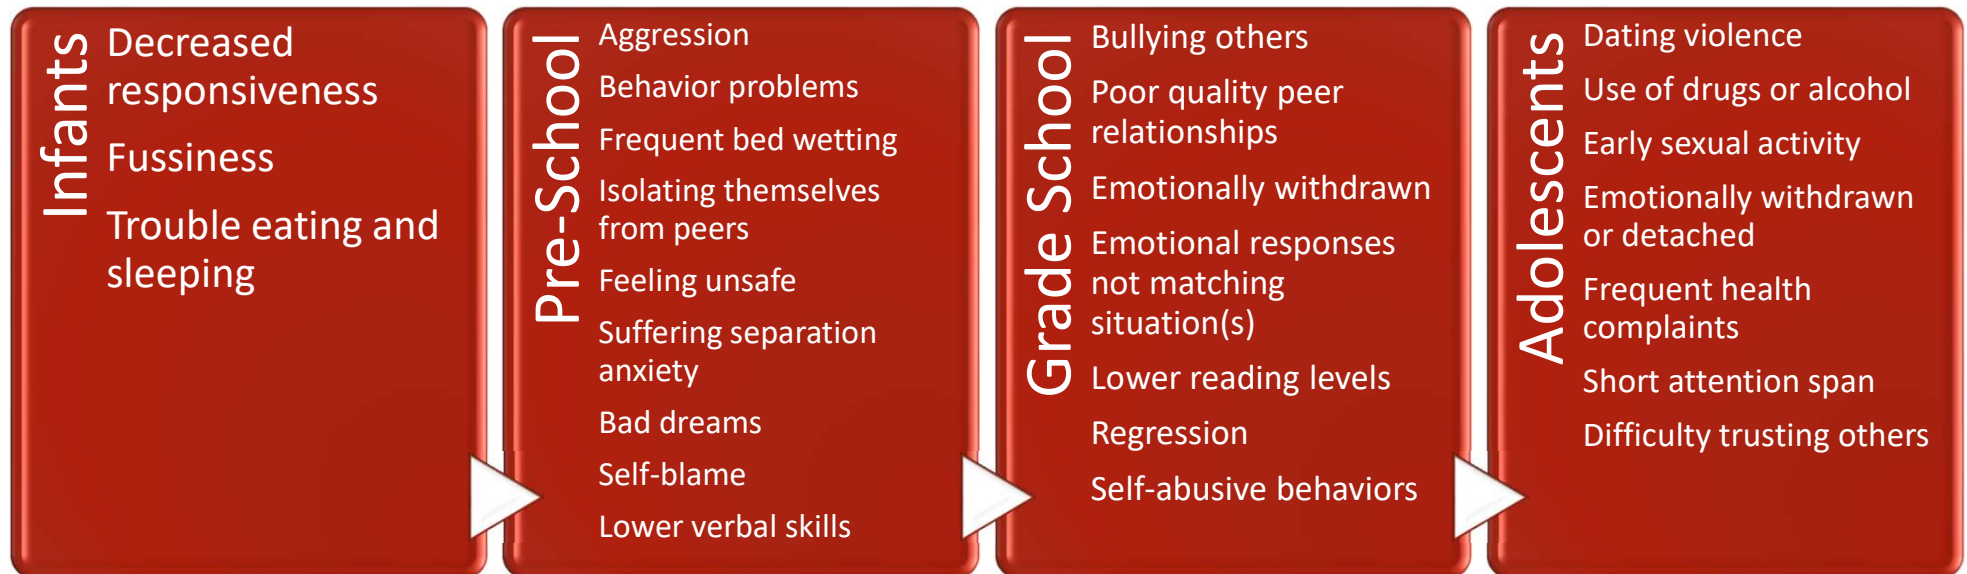 Infants
Decreased
responsiveness
Fussiness
Trouble eating and
sleeping
Pre-School
Aggression
Behavior problems
Frequent bed wetting
Isolating themselves
from peers
Feeling unsafe
Suffering separation
anxiety
Bad dreams
Self-blame
Lower verbal skills
Grade School
Bullying others
Poor quality peer
relationships
Emotionally withdrawn
Emotional responses
not matching
situation(s)
Lower reading levels
Regression
Self-abusive behaviors
Adolescents
Dating violence
Use of drugs or alcohol
Early sexual activity
Emotionally withdrawn
or detached
Frequent health
complaints
Short attention span
Difficulty trusting others